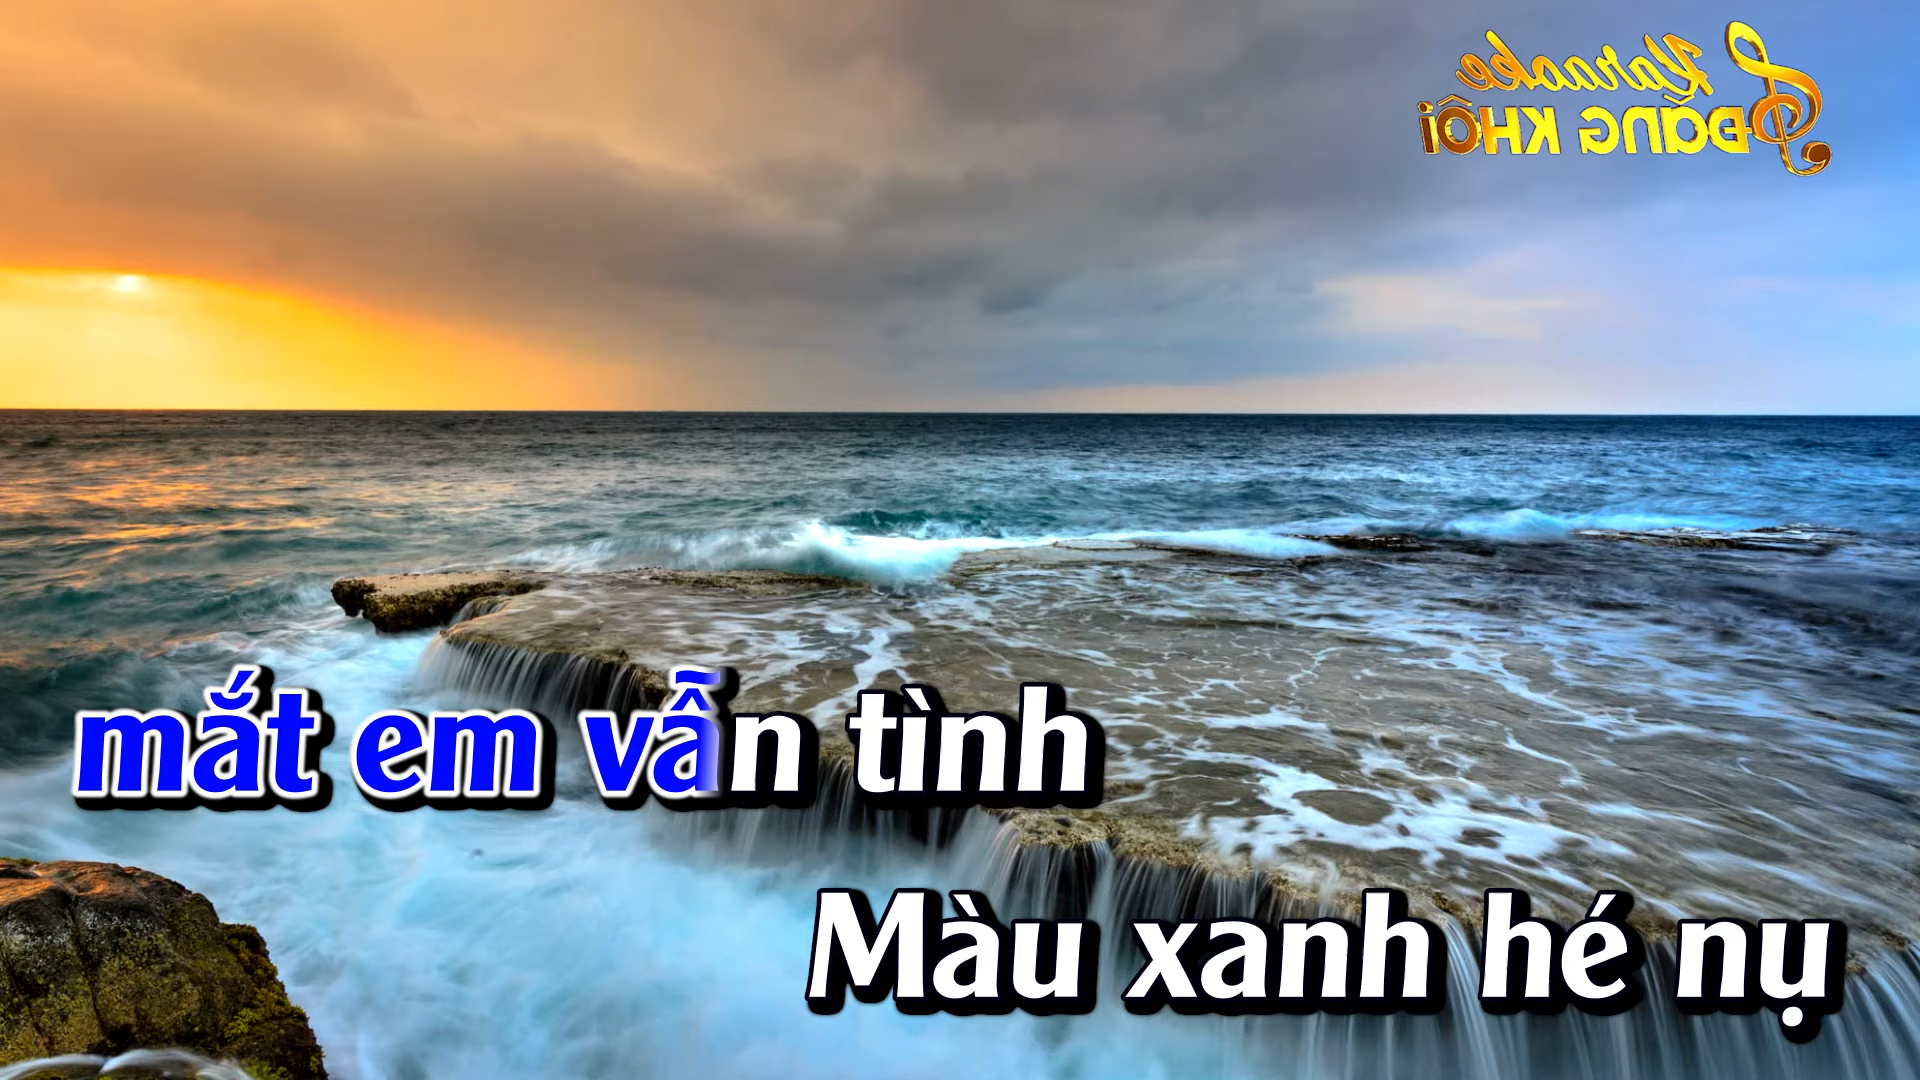 Karaoke
ĐĂNG KHÔI
mắt em vẫn tình
Màu xanh hé nụ